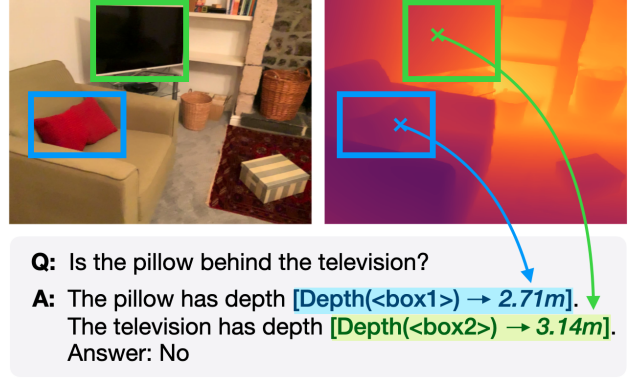 Q: Is the pillow behind the television?
A: The pillow has depth [Depth(<box1>) → 2.71m].
The television has depth [Depth(<box2>) → 3.14m].
Answer: No